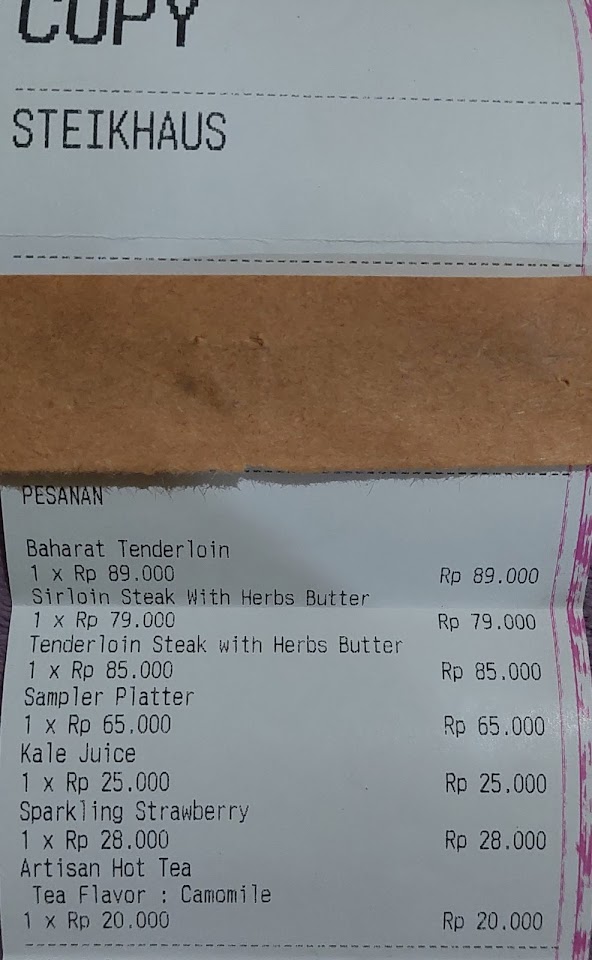 COPY
STEIKHAUS
PESANAN
Baharat Tenderloin
1 x Rp 89.000 Rp 89.000
Sirloin Steak With Herbs Butter
1 x Rp 79.000 Rp 79.000
Tenderloin Steak with Herbs Butter
1 x Rp 85.000 Rp 85.000
Sampler Platter
1 x Rp 65.000 Rp 65.000
Kale Juice
1 x Rp 25.000 Rp 25.000
Sparkling Strawberry
1 x Rp 28.000 Rp 28.000
Artisan Hot Tea
Tea Flavor : Camomile
1 x Rp 20.000 Rp 20.000